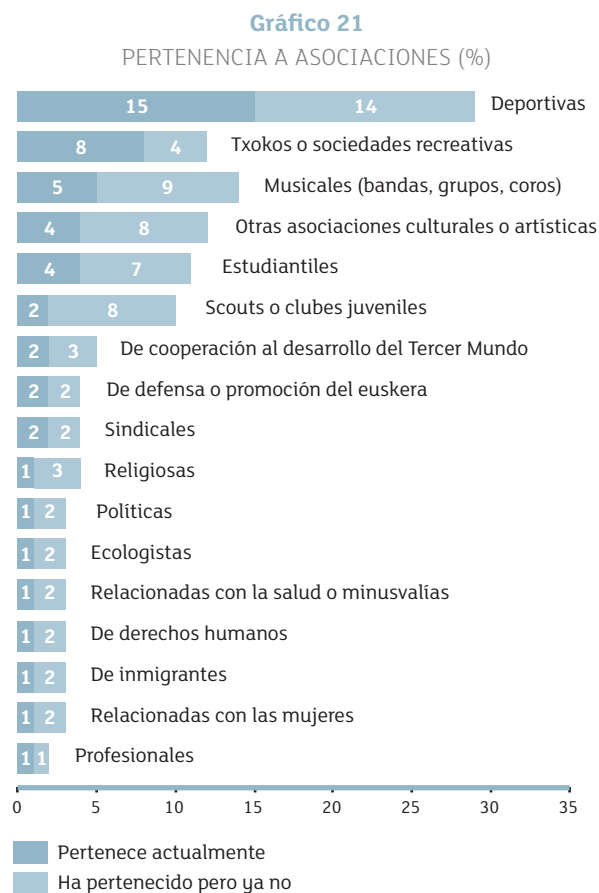 Gráfico 21
PERTENENCIA A ASOCIACIONES (%)
15 14 Deportivas
8 4 Txokos o sociedades recreativas
5 9 Musicales (bandas, grupos, coros)
4 8 Otras asociaciones culturales o artísticas
4 7 Estudiantiles
2 8 Scouts o clubes juveniles
2 3 De cooperación al desarrollo del Tercer Mundo
2 2 De defensa o promoción del euskera
2 2 Sindicales
1 3 Religiosas
1 2 Políticas
1 2 Ecologistas
1 2 Relacionadas con la salud o minusvalías
1 2 De derechos humanos
1 2 De inmigrantes
1 2 Relacionadas con las mujeres
1 1 Profesionales
0 5 10 15 20 25 30 35
Pertenece actualmente
Ha pertenecido pero ya no